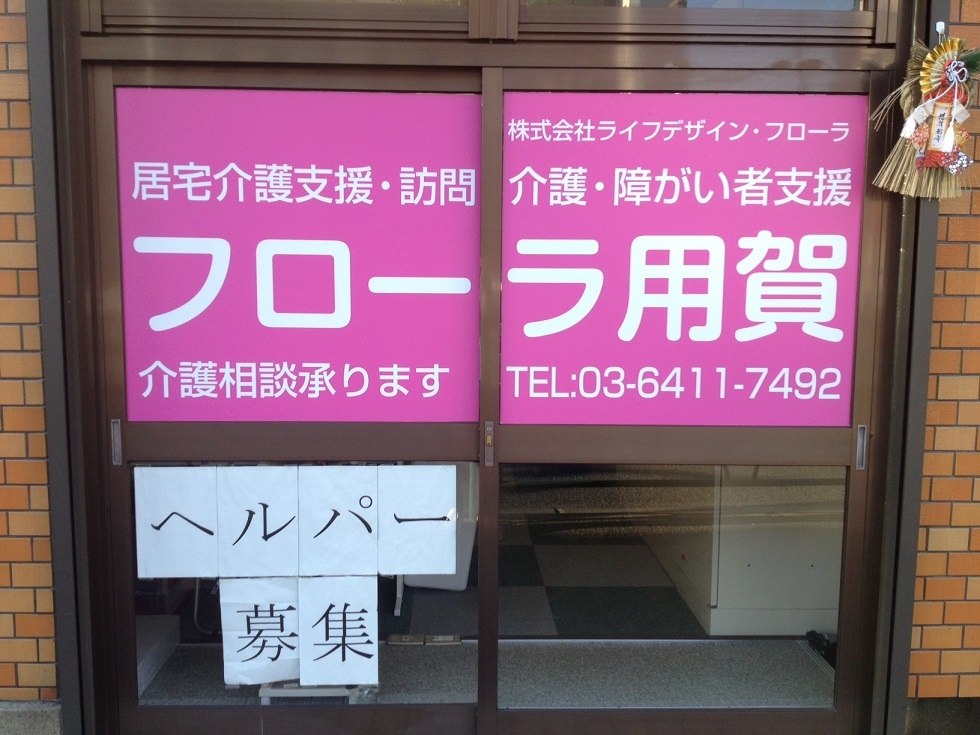 株式会社ライフデザイン・フローラ
居宅介護支援・訪問介護・障がい者支援
フローラ用賀
介護相談承ります TEL:03-6411-7492
ヘルパー
募集